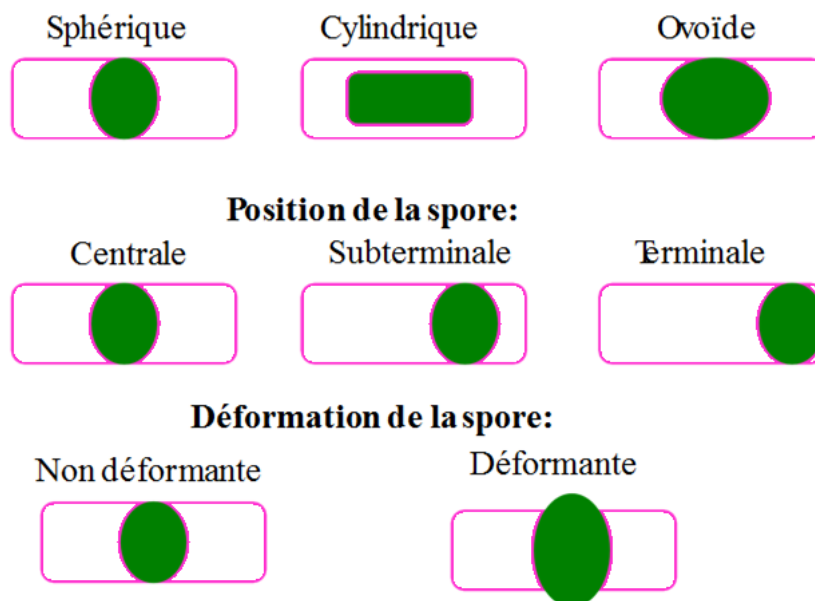 Sphérique Cylindrique Ovoïde
Position de la spore:
Centrale Subterminale Terminale
Déformation de la spore:
Non déformante Déformante